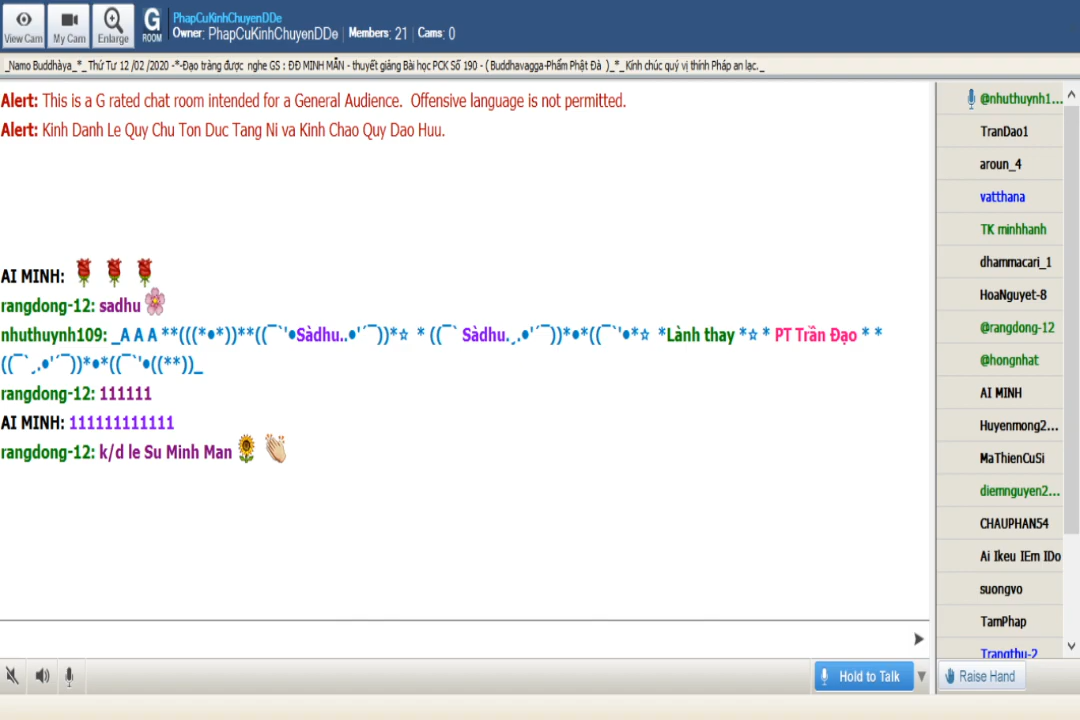 View Cam
My Cam
Enlarge
G
ROOM
PhapCuKinhChuyenDDe
Owner: PhapCuKinhChuyenDDe | Members: 21 | Cams: 0
_Namo Buddhàya_*_ Thứ Tư 12 /02 /2020 -*-Đạo tràng được nghe GS : ĐĐ MINH MẪN - thuyết giảng Bài học PCK Số 190 - ( Buddhavagga-Phẩm Phật Đà )_*_ Kính chúc quý vị thính Pháp an lạc._
Alert: This is a G rated chat room intended for a General Audience. Offensive language is not permitted.
Alert: Kinh Danh Le Quy Chu Ton Duc Tang Ni va Kinh Chao Quy Dao Huu.
AI MINH:
rangdong-12: sadhu
nhuthuynh109: _A A A **(((*•*))**((¯`'•Sàdhu..•'´¯))*☆ * ((¯` Sàdhu.¸.•'´¯))*•*((¯`'•*☆ *Lành thay *☆ * PT Trần Đạo * *
((¯`¸.•'´¯))*•*((¯`'•((**))_
rangdong-12: 111111
AI MINH: 111111111111
rangdong-12: k/d le Su Minh Man
@nhuthuynh1...
TranDao1
aroun_4
vatthana
TK minhhanh
dhammacari_1
HoaNguyet-8
@rangdong-12
@hongnhat
AI MINH
Huyenmong2...
MaThienCuSi
diemnguyen2...
CHAUPHAN54
Ai Ikeu IEm IDo
suongvo
TamPhap
Trangthu-2
Hold to Talk
Raise Hand